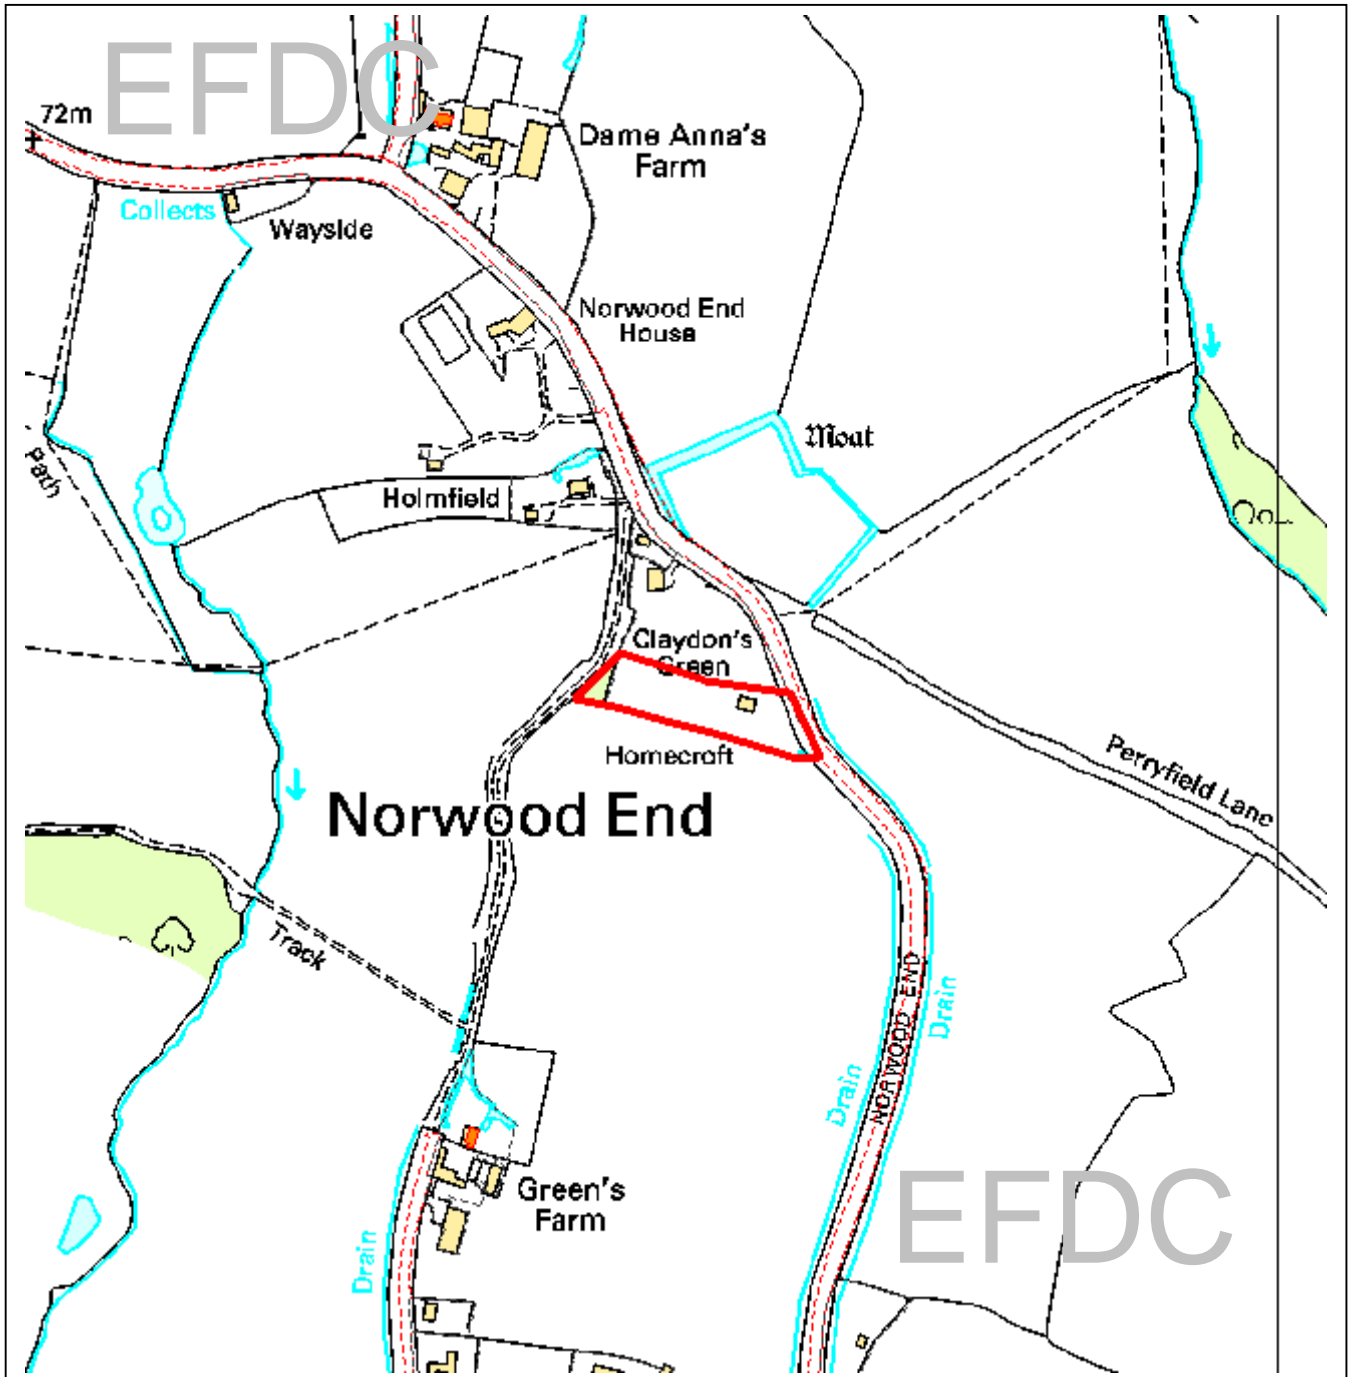 EFDC
72m
Dame Anna's
Farm
Collects
Wayside
Norwood End
House
Moat
Path
Holmfield
Claydon's
Green
Homecroft
Perryfield Lane
Norwood End
Track
NORWOOD END
Drain
Drain
Green's
Farm
EFDC
Drain